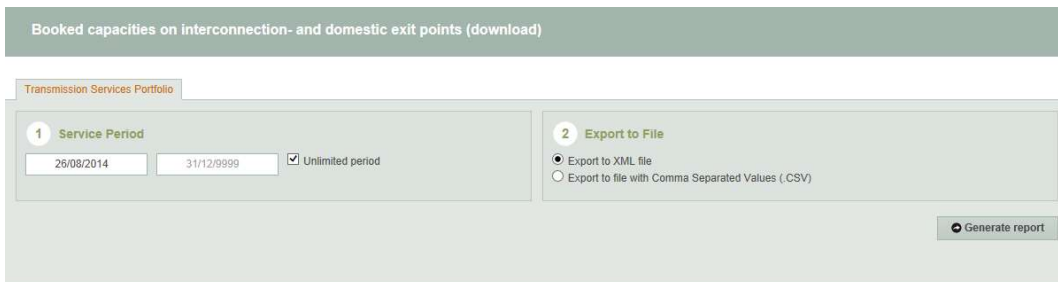 Booked capacities on interconnection- and domestic exit points (download)
Transmission Services Portfolio
1 Service Period
26/08/2014 31/12/9999 Unlimited period
2 Export to File
Export to XML file
Export to file with Comma Separated Values (.CSV)
Generate report